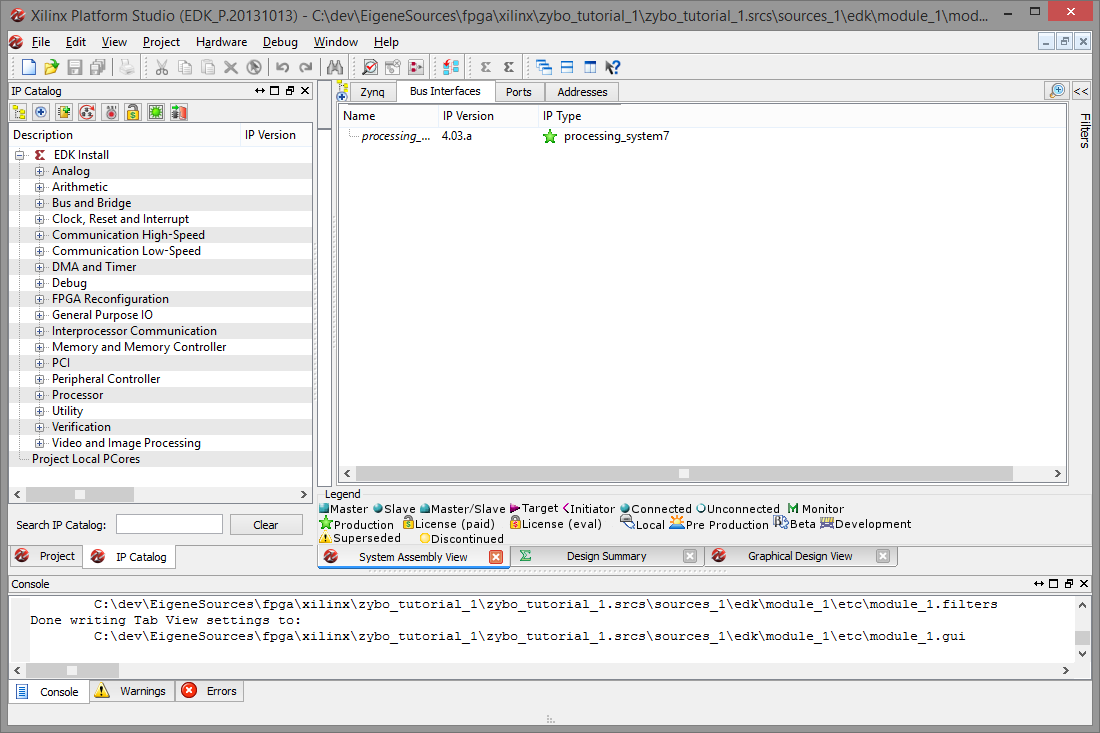 Xilinx Platform Studio (EDK_P.20131013) - C:\dev\EigeneSources\fpga\xilinx\zybo_tutorial_1\zybo_tutorial_1.srcs\sources_1\edk\module_1\mod...
File Edit View Project Hardware Debug Window Help
IP Catalog
Description IP Version
EDK Install
Analog
Arithmetic
Bus and Bridge
Clock, Reset and Interrupt
Communication High-Speed
Communication Low-Speed
DMA and Timer
Debug
FPGA Reconfiguration
General Purpose IO
Interprocessor Communication
Memory and Memory Controller
PCI
Peripheral Controller
Processor
Utility
Verification
Video and Image Processing
Project Local PCores
Search IP Catalog: Clear
Project IP Catalog
Zynq Bus Interfaces Ports Addresses
<<
Filters
Name IP Version IP Type
processing_... 4.03.a processing_system7
Legend
Master Slave Master/Slave Target Initiator Connected Unconnected Monitor
Production License (paid) License (eval) Local Pre Production Beta Development
Superseded Discontinued
System Assembly View Design Summary Graphical Design View
Console
C:\dev\EigeneSources\fpga\xilinx\zybo_tutorial_1\zybo_tutorial_1.srcs\sources_1\edk\module_1\etc\module_1.filters
Done writing Tab View settings to:
C:\dev\EigeneSources\fpga\xilinx\zybo_tutorial_1\zybo_tutorial_1.srcs\sources_1\edk\module_1\etc\module_1.gui
Console Warnings Errors